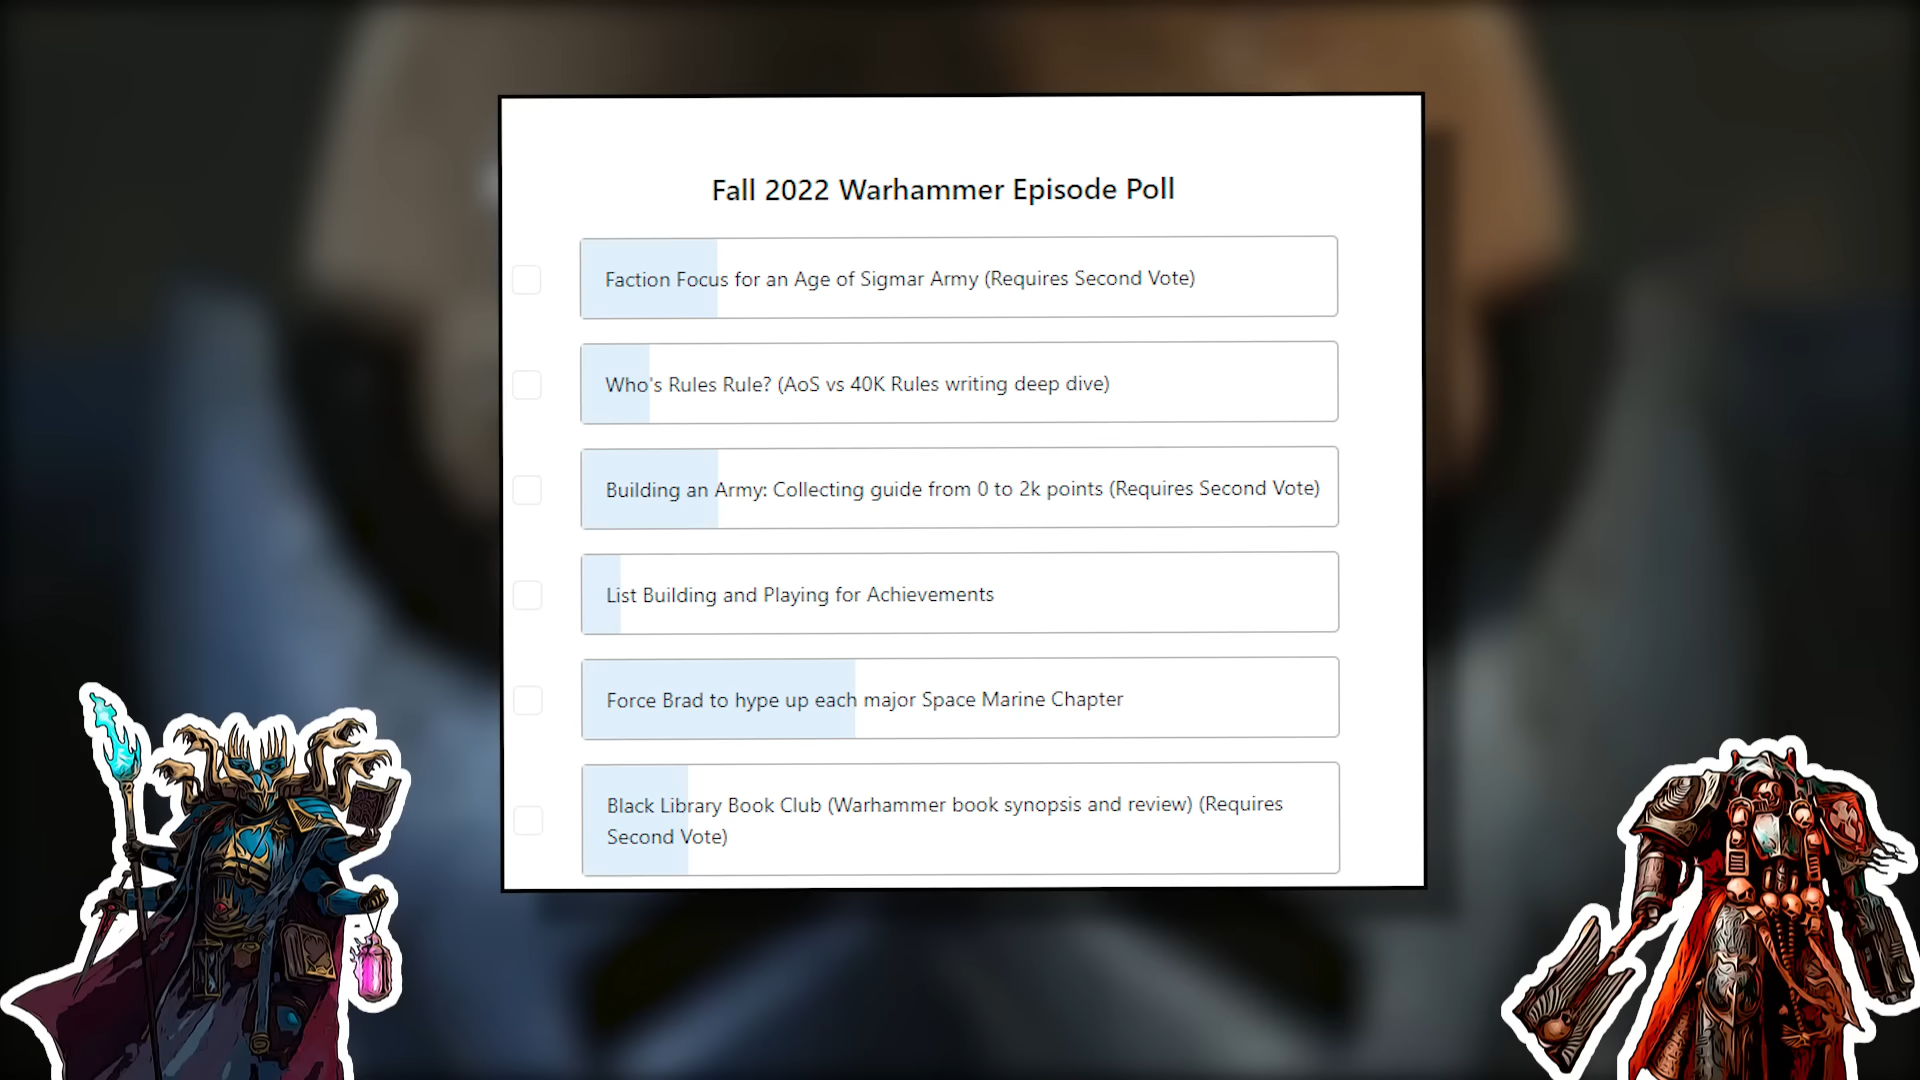 Fall 2022 Warhammer Episode Poll
Faction Focus for an Age of Sigmar Army (Requires Second Vote)
Who's Rules Rule? (AoS vs 40K Rules writing deep dive)
Building an Army: Collecting guide from 0 to 2k points (Requires Second Vote)
List Building and Playing for Achievements
Force Brad to hype up each major Space Marine Chapter
Black Library Book Club (Warhammer book synopsis and review) (Requires
Second Vote)